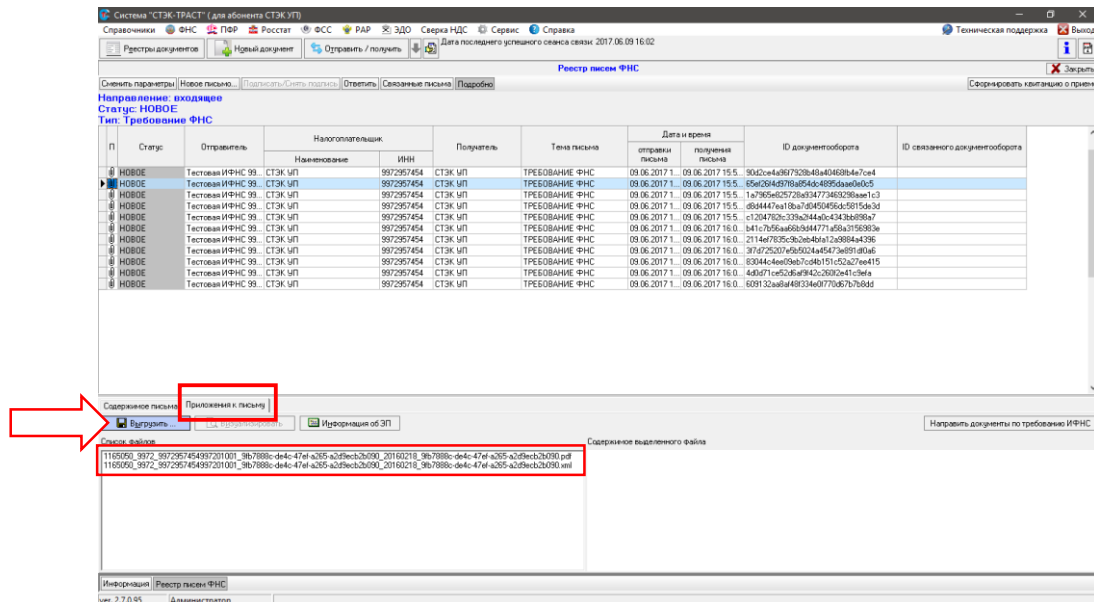 Система "СТЭК-ТРАСТ" ( для абонента СТЭК УП)
Справочники ФНС ПФР Росстат ФСС РАР ЭДО Сверка НДС Сервис Справка Техническая поддержка Выход
Реестры документов Новый документ Отправить / получить Дата последнего успешного сеанса связи: 2017.06.09 16:02
Реестр писем ФНС Закрыть
Сменить параметры Новое письмо... Подписать/Снять подпись Ответить Связанные письма Подробно Сформировать квитанцию о прием
Направление: входящее
Статус: НОВОЕ
Тип: Требование ФНС
П Статус Отправитель Налогоплательщик Получатель Тема письма Дата и время ID документооборота ID связанного документооборота
Наименование ИНН отправки письма получения письма
НОВОЕ Тестовая ИФНС 99... СТЭК УП 9972957454 СТЭК УП ТРЕБОВАНИЕ ФНС 09.06.2017 1... 09.06.2017 15:5... 90d2ce4a96f7928b48a40468fb4e7ce4
НОВОЕ Тестовая ИФНС 99... СТЭК УП 9972957454 СТЭК УП ТРЕБОВАНИЕ ФНС 09.06.2017 1... 09.06.2017 15:5... 65ef26f4d97f8a854dc4895daae0e0c5
НОВОЕ Тестовая ИФНС 99... СТЭК УП 9972957454 СТЭК УП ТРЕБОВАНИЕ ФНС 09.06.2017 1... 09.06.2017 15:5... 1a7965e825728a934773469298aae1c3
НОВОЕ Тестовая ИФНС 99... СТЭК УП 9972957454 СТЭК УП ТРЕБОВАНИЕ ФНС 09.06.2017 1... 09.06.2017 15:5... d8d4447ea18ba7d0450456dc5815de3d
НОВОЕ Тестовая ИФНС 99... СТЭК УП 9972957454 СТЭК УП ТРЕБОВАНИЕ ФНС 09.06.2017 1... 09.06.2017 15:5... c1204782fc339a2f44a0c4343bb898a7
НОВОЕ Тестовая ИФНС 99... СТЭК УП 9972957454 СТЭК УП ТРЕБОВАНИЕ ФНС 09.06.2017 1... 09.06.2017 16:0... b41c7b56aa66b9d44771a58a3156983e
НОВОЕ Тестовая ИФНС 99... СТЭК УП 9972957454 СТЭК УП ТРЕБОВАНИЕ ФНС 09.06.2017 1... 09.06.2017 16:0... 2114ef7835c9b2eb4bfa12a9884a4396
НОВОЕ Тестовая ИФНС 99... СТЭК УП 9972957454 СТЭК УП ТРЕБОВАНИЕ ФНС 09.06.2017 1... 09.06.2017 16:0... 3f7d725207e5b5024a45473e891df0a6
НОВОЕ Тестовая ИФНС 99... СТЭК УП 9972957454 СТЭК УП ТРЕБОВАНИЕ ФНС 09.06.2017 1... 09.06.2017 16:0... 83044c4ee09eb7cd4b151c52a27ee415
НОВОЕ Тестовая ИФНС 99... СТЭК УП 9972957454 СТЭК УП ТРЕБОВАНИЕ ФНС 09.06.2017 1... 09.06.2017 16:0... 4d0d71ce52d6af9f42c260f2e41c9efa
НОВОЕ Тестовая ИФНС 99... СТЭК УП 9972957454 СТЭК УП ТРЕБОВАНИЕ ФНС 09.06.2017 1... 09.06.2017 16:0... 609132aa8af48f334e0f770d67b7b8dd
Содержимое письма Приложения к письму
Выгрузить ... Визуализировать Информация об ЭП Направить документы по требованию ИФНС
Список файлов Содержимое выделенного файла
1165050_9972_9972957454997201001_9fb7888c-de4c-47ef-a265-a2d9ecb2b090_20160218_9fb7888c-de4c-47ef-a265-a2d9ecb2b090.pdf
1165050_9972_9972957454997201001_9fb7888c-de4c-47ef-a265-a2d9ecb2b090_20160218_9fb7888c-de4c-47ef-a265-a2d9ecb2b090.xml
Информация Реестр писем ФНС
ver. 2.7.0.95 Администратор